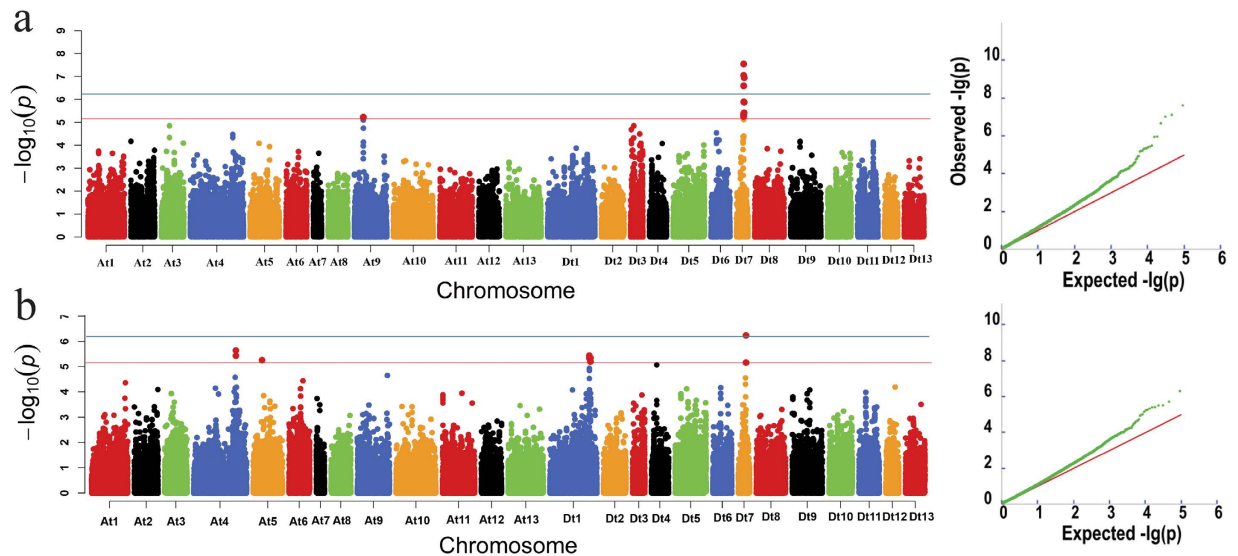 a
9
8
7
6
5
4
3
2
1
0
−log10(p)
At1 At2 At3 At4 At5 At6 At7 At8 At9 At10 At11 At12 At13 Dt1 Dt2 Dt3 Dt4 Dt5 Dt6 Dt7 Dt8 Dt9 Dt10 Dt11 Dt12 Dt13
Chromosome
Observed -lg(p)
10
8
6
4
2
0
0 1 2 3 4 5 6
Expected -lg(p)
b
7
6
5
4
3
2
1
0
−log10(p)
At1 At2 At3 At4 At5 At6 At7 At8 At9 At10 At11 At12 At13 Dt1 Dt2 Dt3 Dt4 Dt5 Dt6 Dt7 Dt8 Dt9 Dt10 Dt11 Dt12 Dt13
Chromosome
Observed -lg(p)
10
8
6
4
2
0
0 1 2 3 4 5 6
Expected -lg(p)